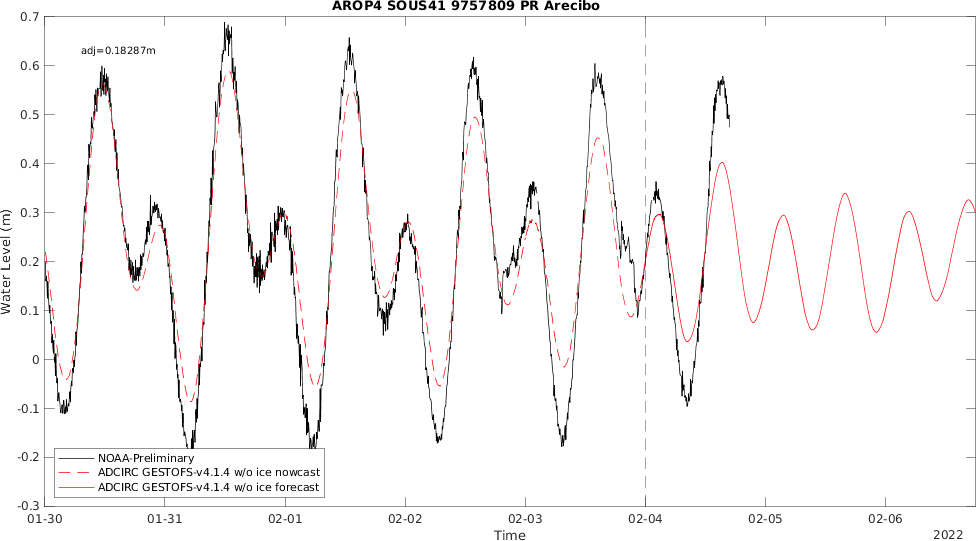 AROP4 SOUS41 9757809 PR Arecibo
0.7
adj=0.18287m
0.6
0.5
0.4
0.3
0.2
0.1
0
-0.1
-0.2
-0.3
Water Level (m)
NOAA-Preliminary
ADCIRC GESTOFS-v4.1.4 w/o ice nowcast
ADCIRC GESTOFS-v4.1.4 w/o ice forecast
01-30 01-31 02-01 02-02 02-03 02-04 02-05 02-06
Time
2022